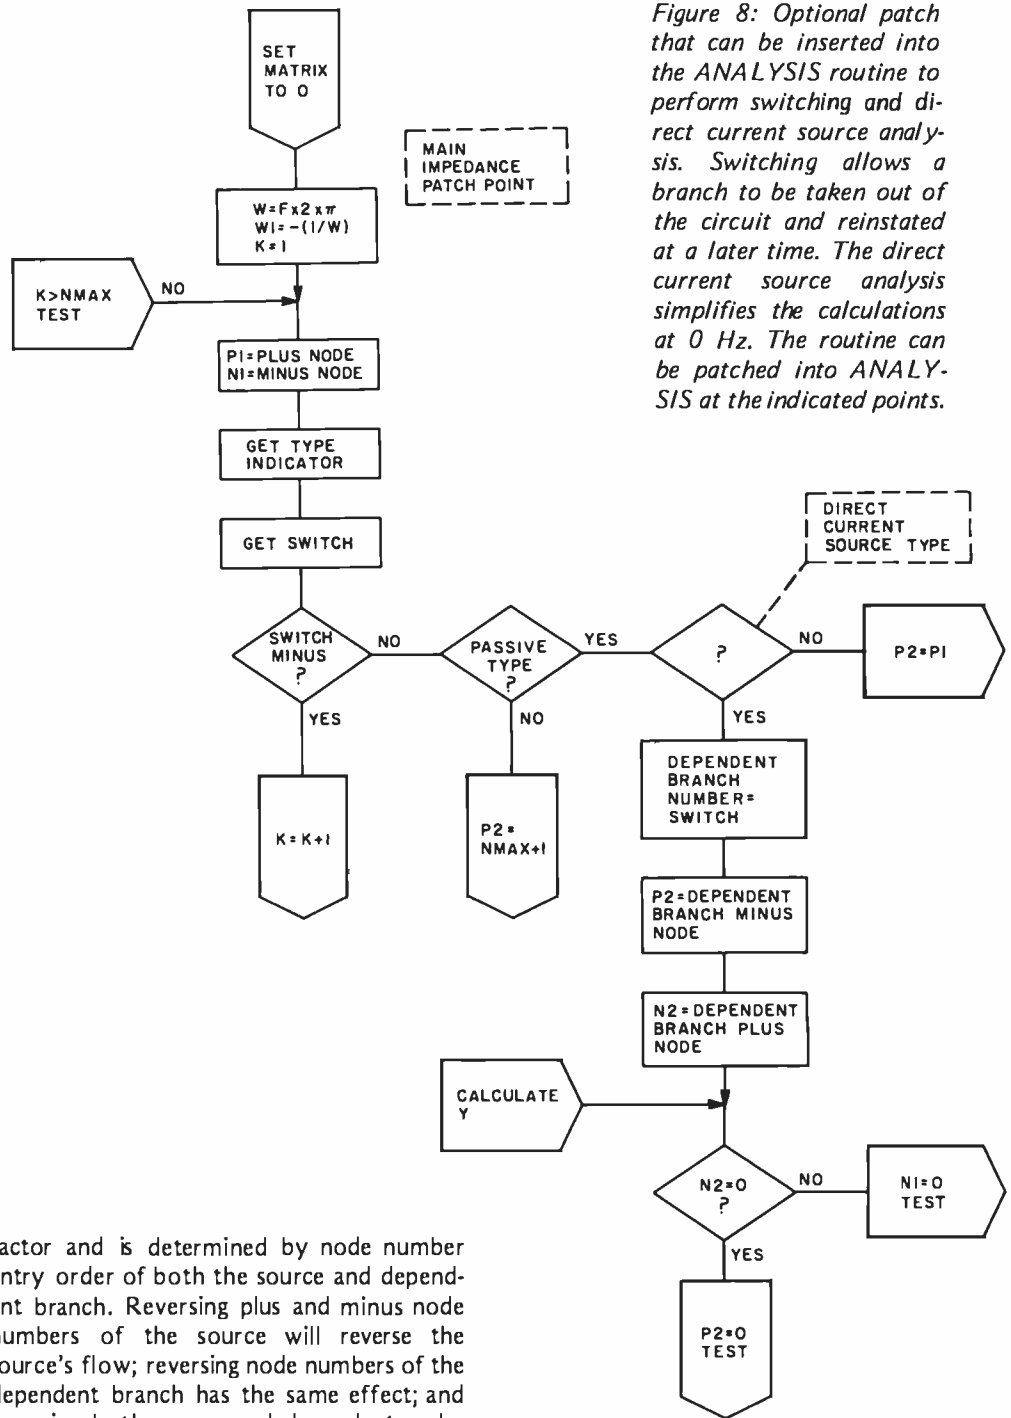 Figure 8: Optional patch
that can be inserted into
the ANALYSIS routine to
perform switching and di-
rect current source analy-
sis. Switching allows a
branch to be taken out of
the circuit and reinstated
at a later time. The direct
current source analysis
simplifies the calculations
at 0 Hz. The routine can
be patched into ANALY-
SIS at the indicated points.
SET
MATRIX
TO 0
MAIN
IMPEDANCE
PATCH POINT
W=F×2×π
W1=-(1/W)
K=1
K>NMAX
TEST
NO
P1=PLUS NODE
N1=MINUS NODE
GET TYPE
INDICATOR
GET SWITCH
DIRECT
CURRENT
SOURCE TYPE
SWITCH
MINUS
?
NO
PASSIVE
TYPE
?
YES
?
NO
P2=P1
YES
NO
YES
K=K+1
P2=
NMAX+1
DEPENDENT
BRANCH
NUMBER=
SWITCH
P2=DEPENDENT
BRANCH MINUS
NODE
N2=DEPENDENT
BRANCH PLUS
NODE
CALCULATE
Y
N2=0
?
NO
N1=0
TEST
YES
P2=0
TEST
actor and is determined by node number
ntry order of both the source and depend-
nt branch. Reversing plus and minus node
umbers of the source will reverse the
ource's flow; reversing node numbers of the
lependent branch has the same effect; and